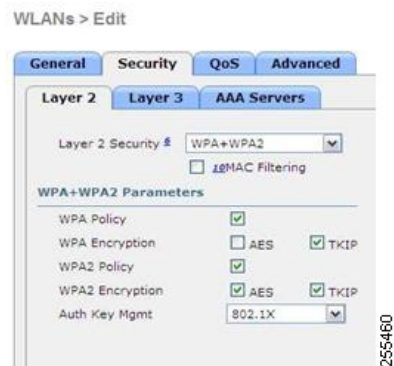 WLANs > Edit
General Security QoS Advanced
Layer 2 Layer 3 AAA Servers
Layer 2 Security 6 WPA+WPA2
10MAC Filtering
WPA+WPA2 Parameters
WPA Policy
WPA Encryption AES TKIP
WPA2 Policy
WPA2 Encryption AES TKIP
Auth Key Mgmt 802.1X
255460